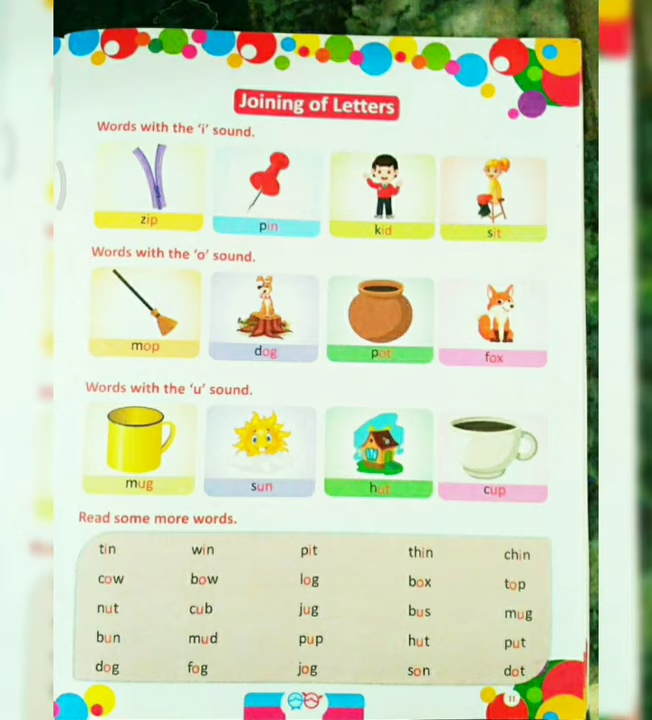 Joining of Letters
Words with the 'i' sound.
zip pin kid sit
Words with the 'o' sound.
mop dog pot fox
Words with the 'u' sound.
mug sun hut cup
Read some more words.
tin win pit thin chin
cow bow log box top
nut cub jug bus mug
bun mud pup hut put
dog fog jog son dot
11